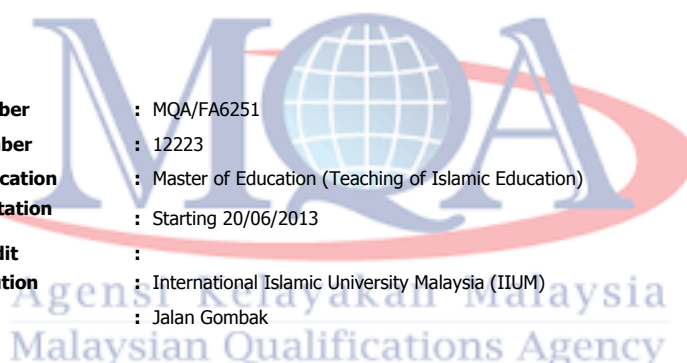 MQA
ber : MQA/FA6251
ber : 12223
cation : Master of Education (Teaching of Islamic Education)
tation : Starting 20/06/2013
dit :
tion : International Islamic University Malaysia (IIUM)
Agensi Kelayakan Malaysia
: Jalan Gombak
Malaysian Qualifications Agency